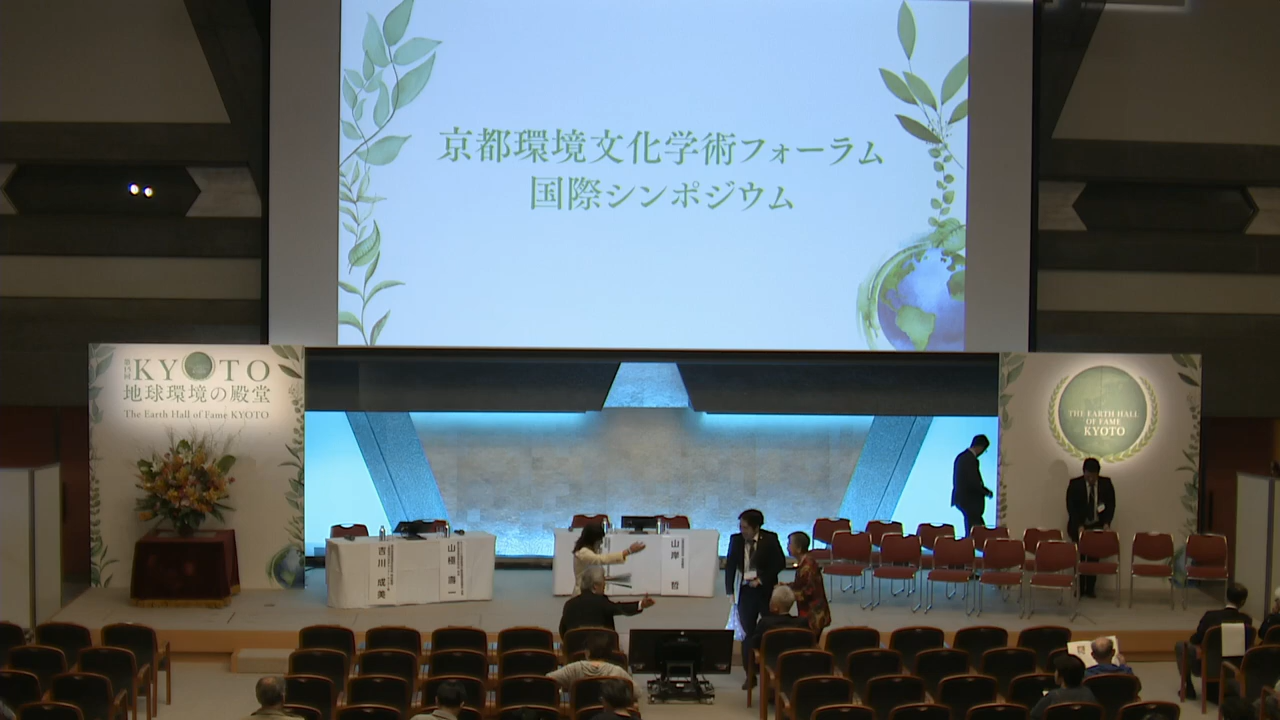 京都環境文化学術フォーラム
国際シンポジウム
KYOTO
地球環境の殿堂
The Earth Hall of Fame KYOTO
THE EARTH HALL
OF FAME
KYOTO
吉川 成美
山極 壽一
山岸 哲